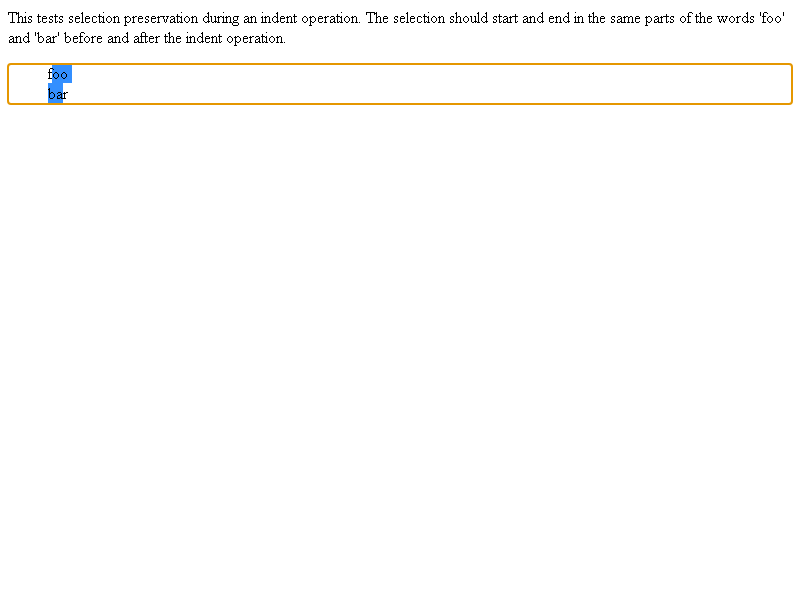 This tests selection preservation during an indent operation. The selection should start and end in the same parts of the words 'foo'
and 'bar' before and after the indent operation.
foo
bar